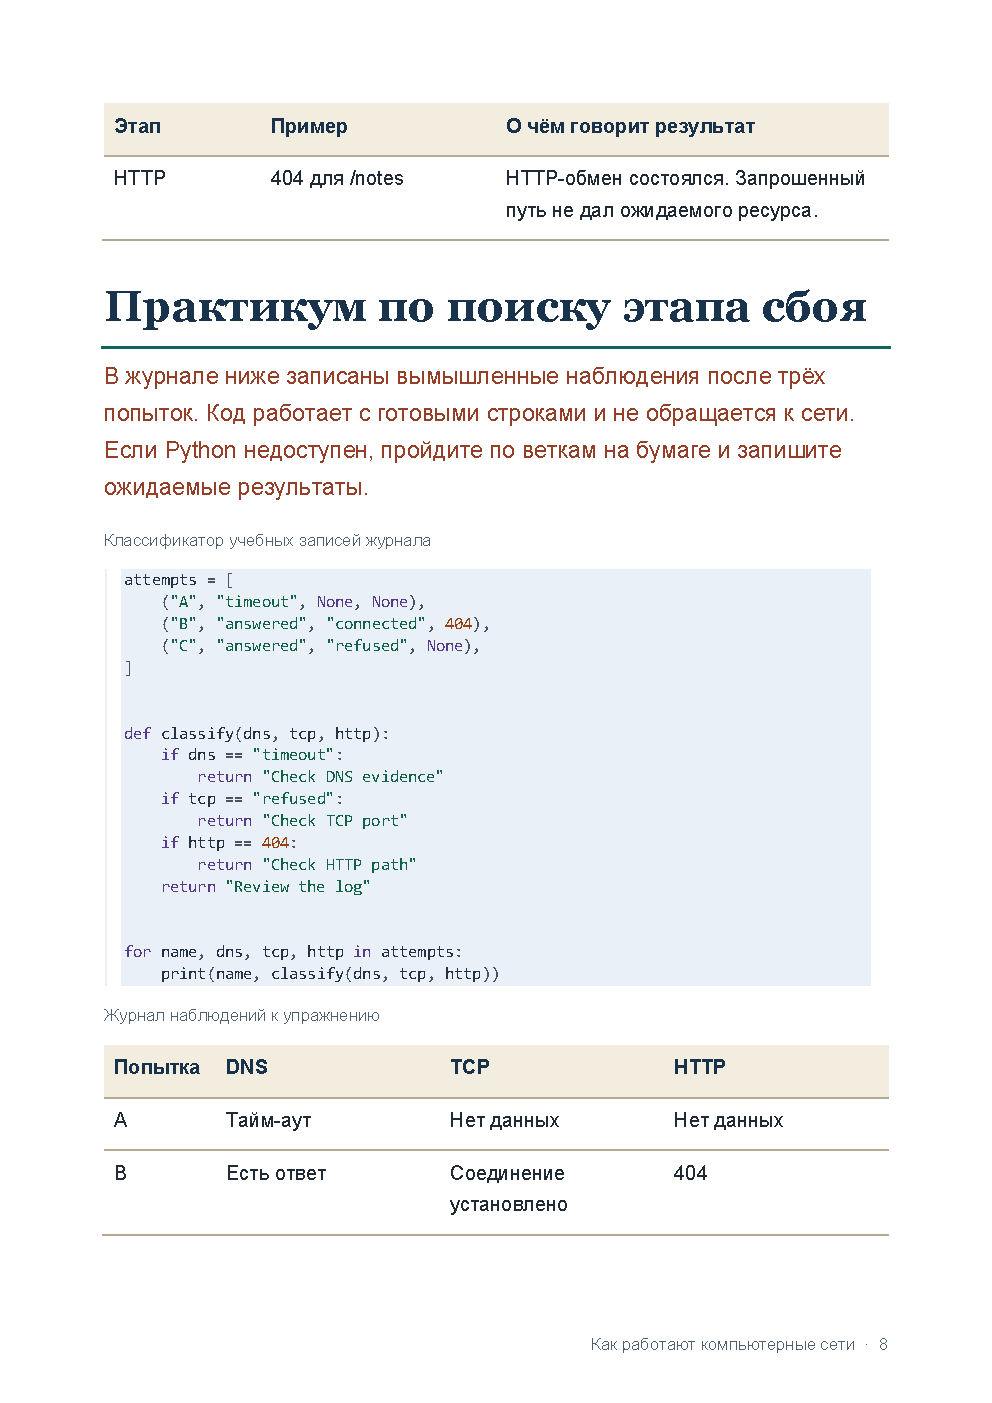 Этап Пример О чём говорит результат
HTTP 404 для /notes HTTP-обмен состоялся. Запрошенный
путь не дал ожидаемого ресурса.
Практикум по поиску этапа сбоя
В журнале ниже записаны вымышленные наблюдения после трёх
попыток. Код работает с готовыми строками и не обращается к сети.
Если Python недоступен, пройдите по веткам на бумаге и запишите
ожидаемые результаты.
Классификатор учебных записей журнала
attempts = [
    ("A", "timeout", None, None),
    ("B", "answered", "connected", 404),
    ("C", "answered", "refused", None),
]
def classify(dns, tcp, http):
    if dns == "timeout":
        return "Check DNS evidence"
    if tcp == "refused":
        return "Check TCP port"
    if http == 404:
        return "Check HTTP path"
    return "Review the log"
for name, dns, tcp, http in attempts:
    print(name, classify(dns, tcp, http))
Журнал наблюдений к упражнению
Попытка DNS TCP HTTP
A Тайм-аут Нет данных Нет данных
B Есть ответ Соединение 404
установлено
Как работают компьютерные сети · 8